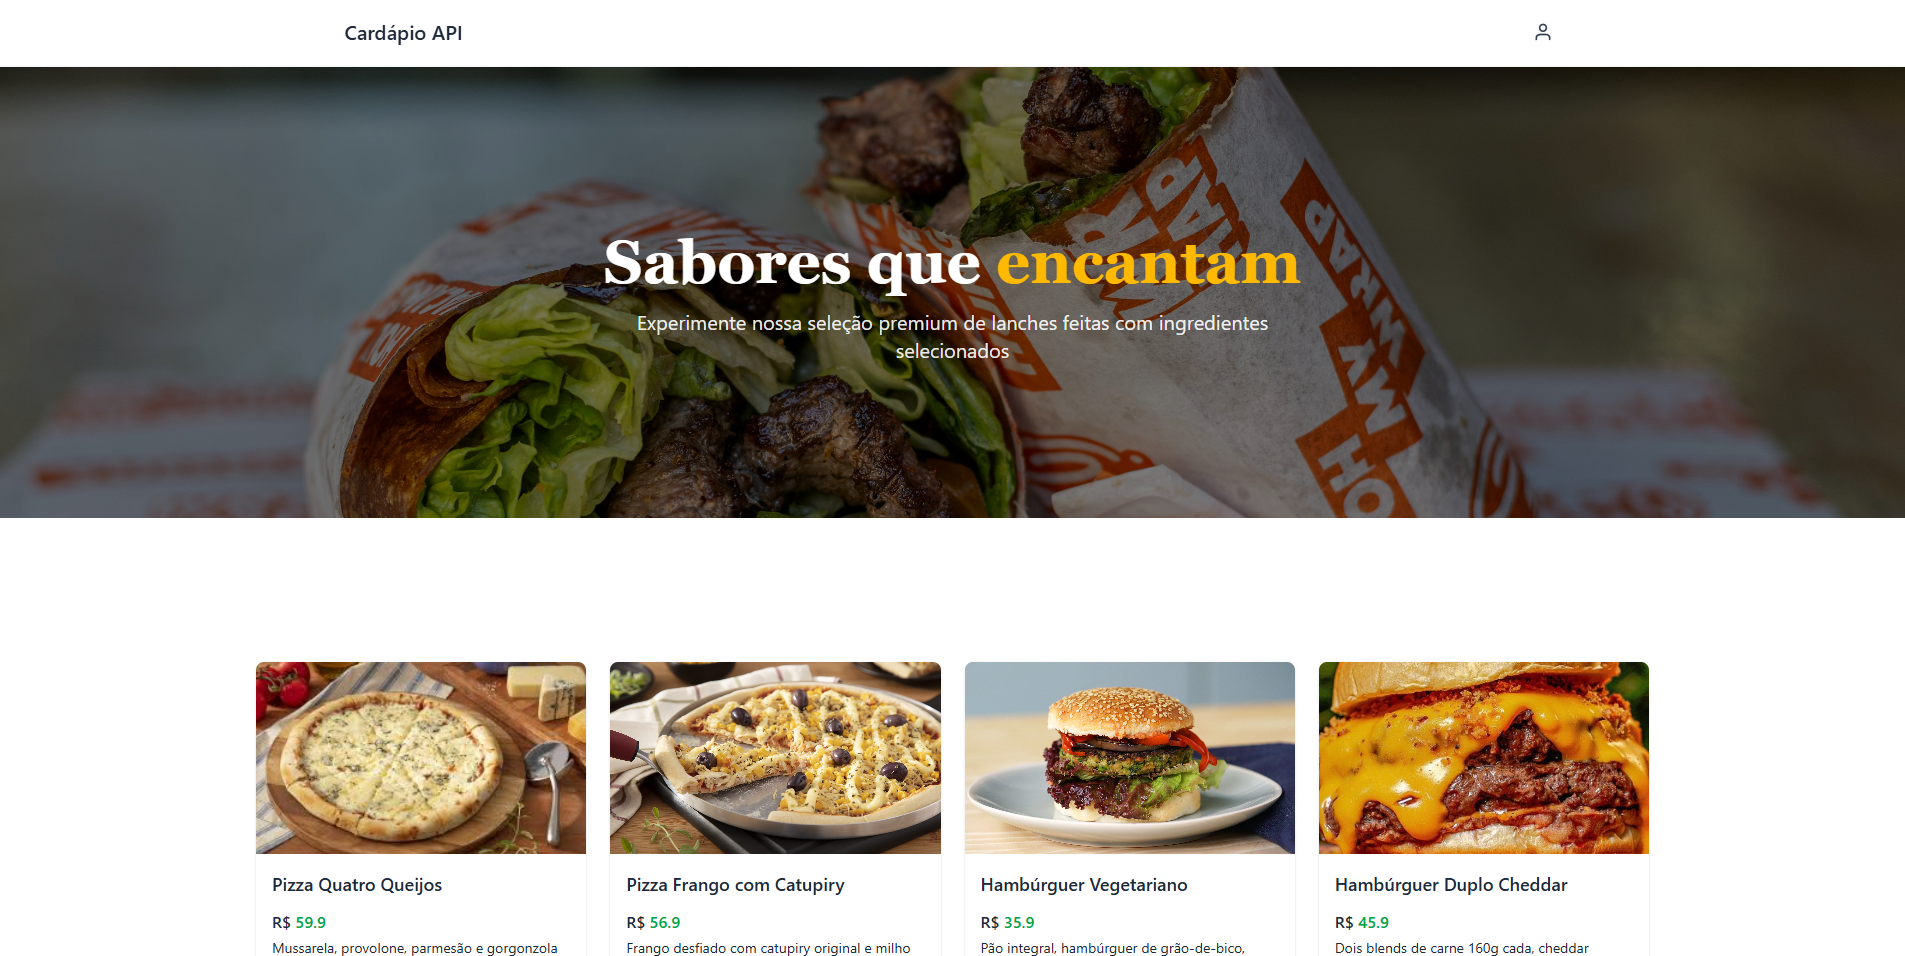 Cardápio API
Sabores que encantam
Experimente nossa seleção premium de lanches feitas com ingredientes
selecionados
Pizza Quatro Queijos
R$ 59.9
Mussarela, provolone, parmesão e gorgonzola
Pizza Frango com Catupiry
R$ 56.9
Frango desfiado com catupiry original e milho
Hambúrguer Vegetariano
R$ 35.9
Pão integral, hambúrguer de grão-de-bico,
Hambúrguer Duplo Cheddar
R$ 45.9
Dois blends de carne 160g cada, cheddar